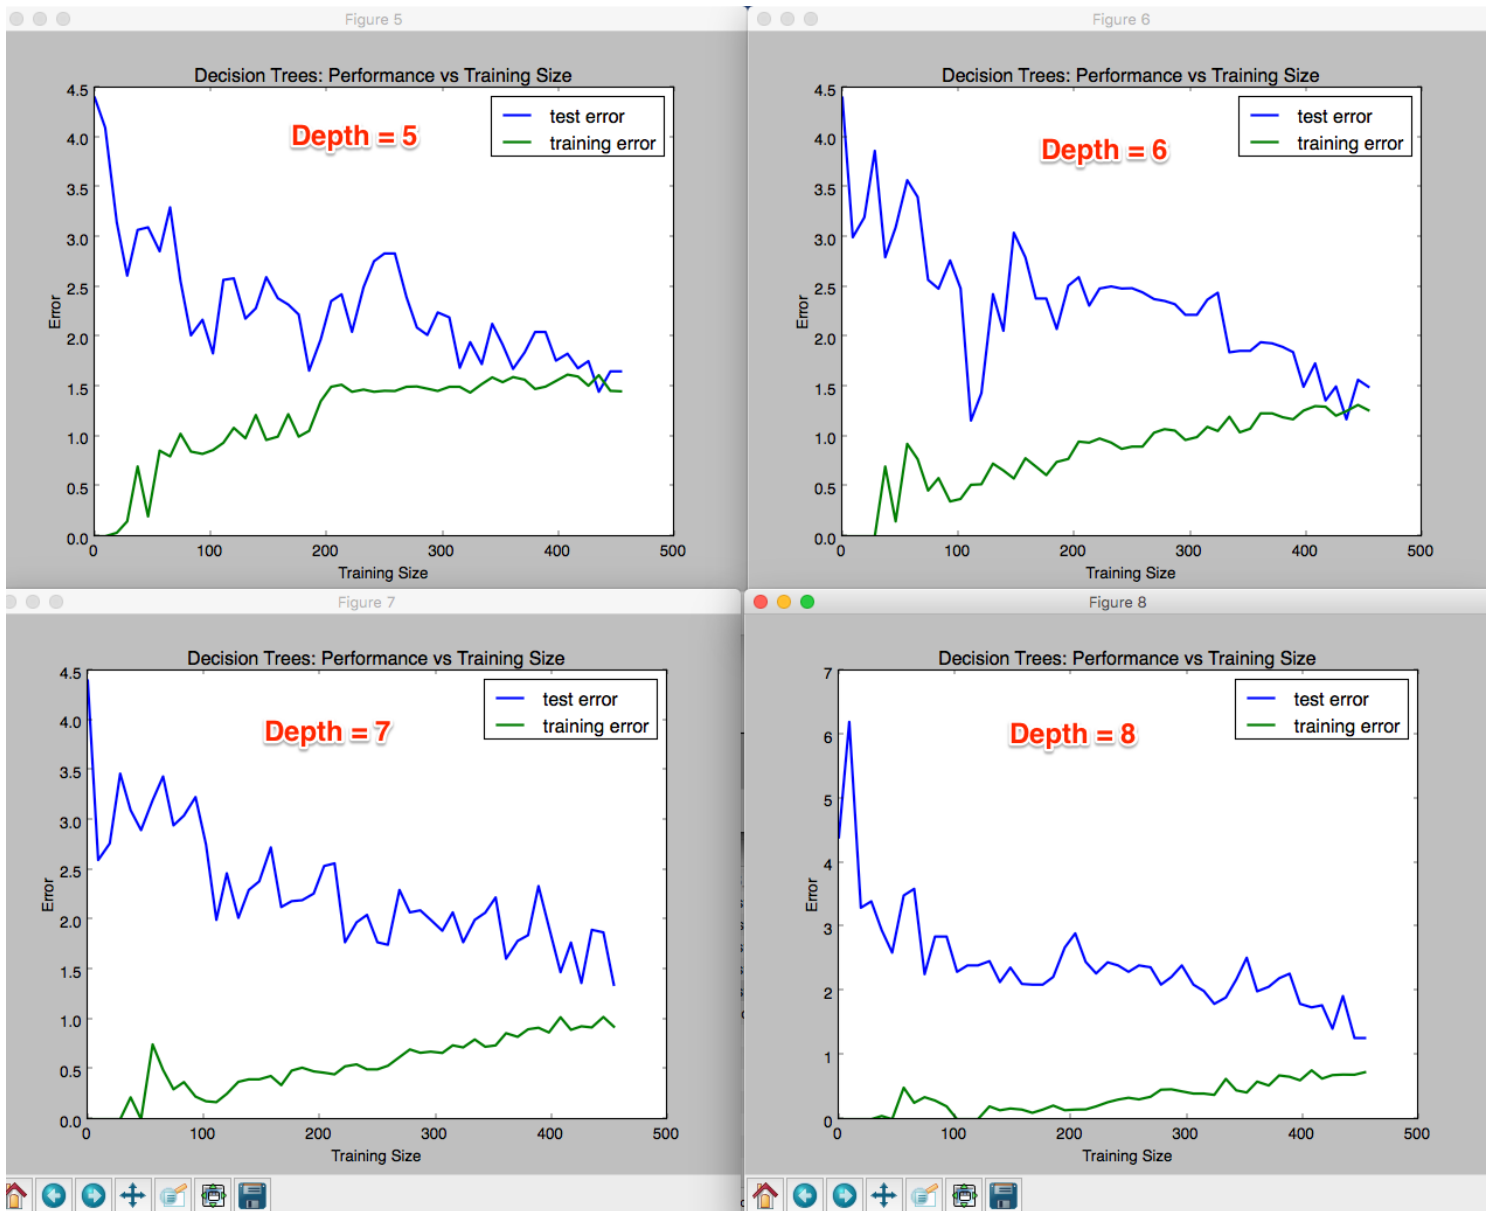 Figure 5
Decision Trees: Performance vs Training Size
4.5
4.0
3.5
3.0
2.5
2.0
1.5
1.0
0.5
0.0
Error
test error
training error
Depth = 5
0 100 200 300 400 500
Training Size
Figure 6
Decision Trees: Performance vs Training Size
4.5
4.0
3.5
3.0
2.5
2.0
1.5
1.0
0.5
0.0
Error
test error
training error
Depth = 6
0 100 200 300 400 500
Training Size
Figure 7
Decision Trees: Performance vs Training Size
4.5
4.0
3.5
3.0
2.5
2.0
1.5
1.0
0.5
0.0
Error
test error
training error
Depth = 7
0 100 200 300 400 500
Training Size
Figure 8
Decision Trees: Performance vs Training Size
7
6
5
4
3
2
1
0
Error
test error
training error
Depth = 8
0 100 200 300 400 500
Training Size